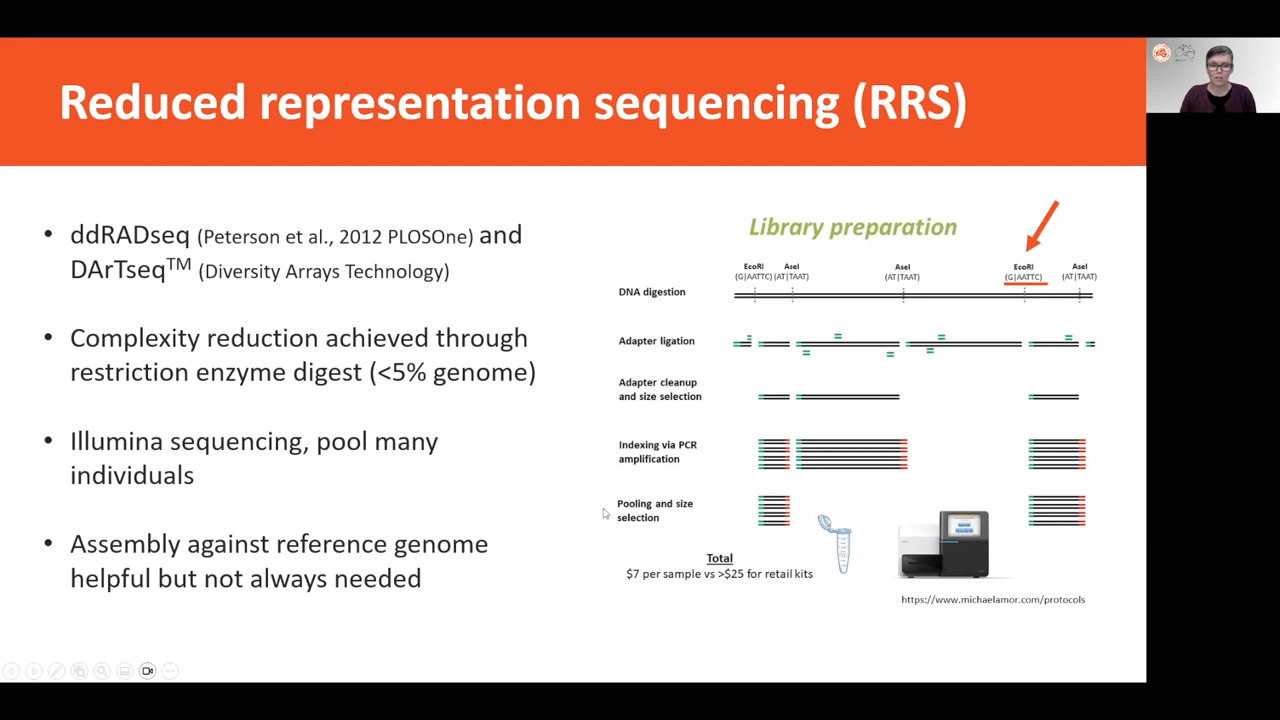 Reduced representation sequencing (RRS)
• ddRADseq (Peterson et al., 2012 PLOSOne) and
DArTseq™ (Diversity Arrays Technology)
• Complexity reduction achieved through
restriction enzyme digest (<5% genome)
• Illumina sequencing, pool many
individuals
• Assembly against reference genome
helpful but not always needed
Library preparation
EcoRI AseI AseI EcoRI AseI
(G|AATTC) (AT|TAAT) (AT|TAAT) (G|AATTC) (AT|TAAT)
DNA digestion
Adapter ligation
Adapter cleanup
and size selection
Indexing via PCR
amplification
Pooling and size
selection
Total
$7 per sample vs >$25 for retail kits
https://www.michaelamor.com/protocols